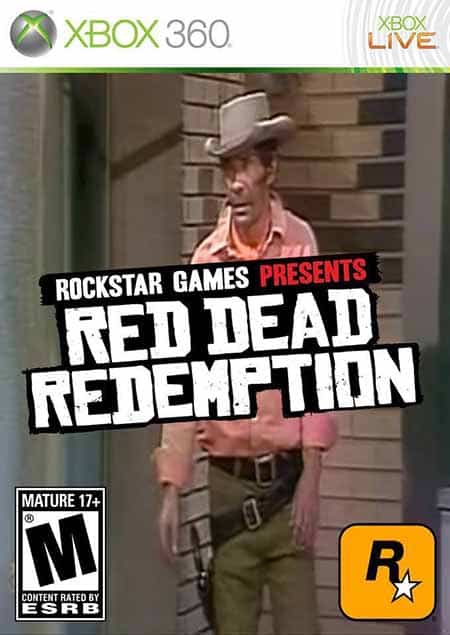 XBOX 360.
XBOX
LIVE
ROCKSTAR GAMES PRESENTS
RED DEAD
REDEMPTION
MATURE 17+
M
®
CONTENT RATED BY
ESRB
R